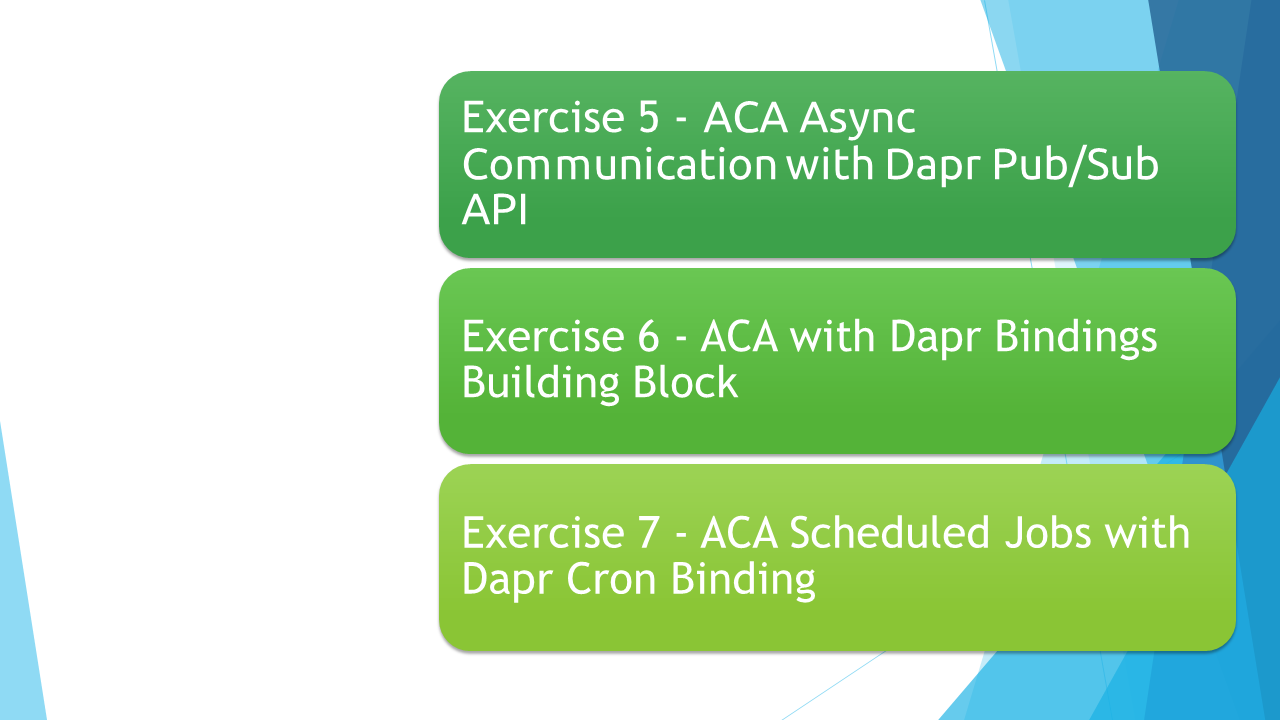 Exercise 5 - ACA Async
Communication with Dapr Pub/Sub
API
Exercise 6 - ACA with Dapr Bindings
Building Block
Exercise 7 - ACA Scheduled Jobs with
Dapr Cron Binding